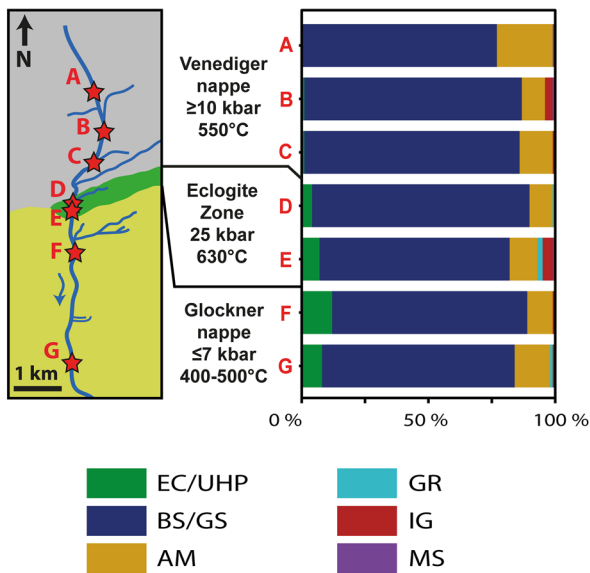 N
A
B
C
D
E
F
G
1 km
Venediger
nappe
≥10 kbar
550°C
Eclogite
Zone
25 kbar
630°C
Glockner
nappe
≤7 kbar
400-500°C
A
B
C
D
E
F
G
0 %
50 %
100 %
EC/UHP
BS/GS
AM
GR
IG
MS